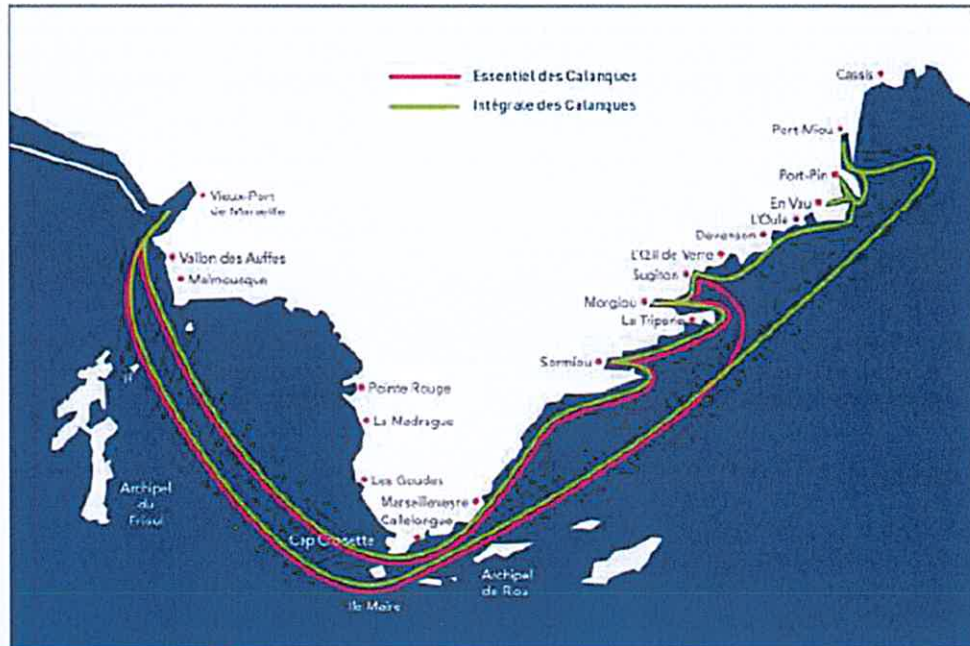 Essentiel des Calanques
Intégrale des Calanques
Cassis
Port-Miou
Port-Pin
En Vau
L'Oule
Devenson
L'Œil de Verre
Sugiton
Morgiou
La Triperie
Sormiou
Vieux-Port
de Marseille
Vallon des Auffes
Malmousque
If
Pointe Rouge
La Madrague
Les Goudes
Marseilleveyre
Callelongue
Cap Croisette
Archipel
du
Frioul
Ile Maire
Archipel
de Riou